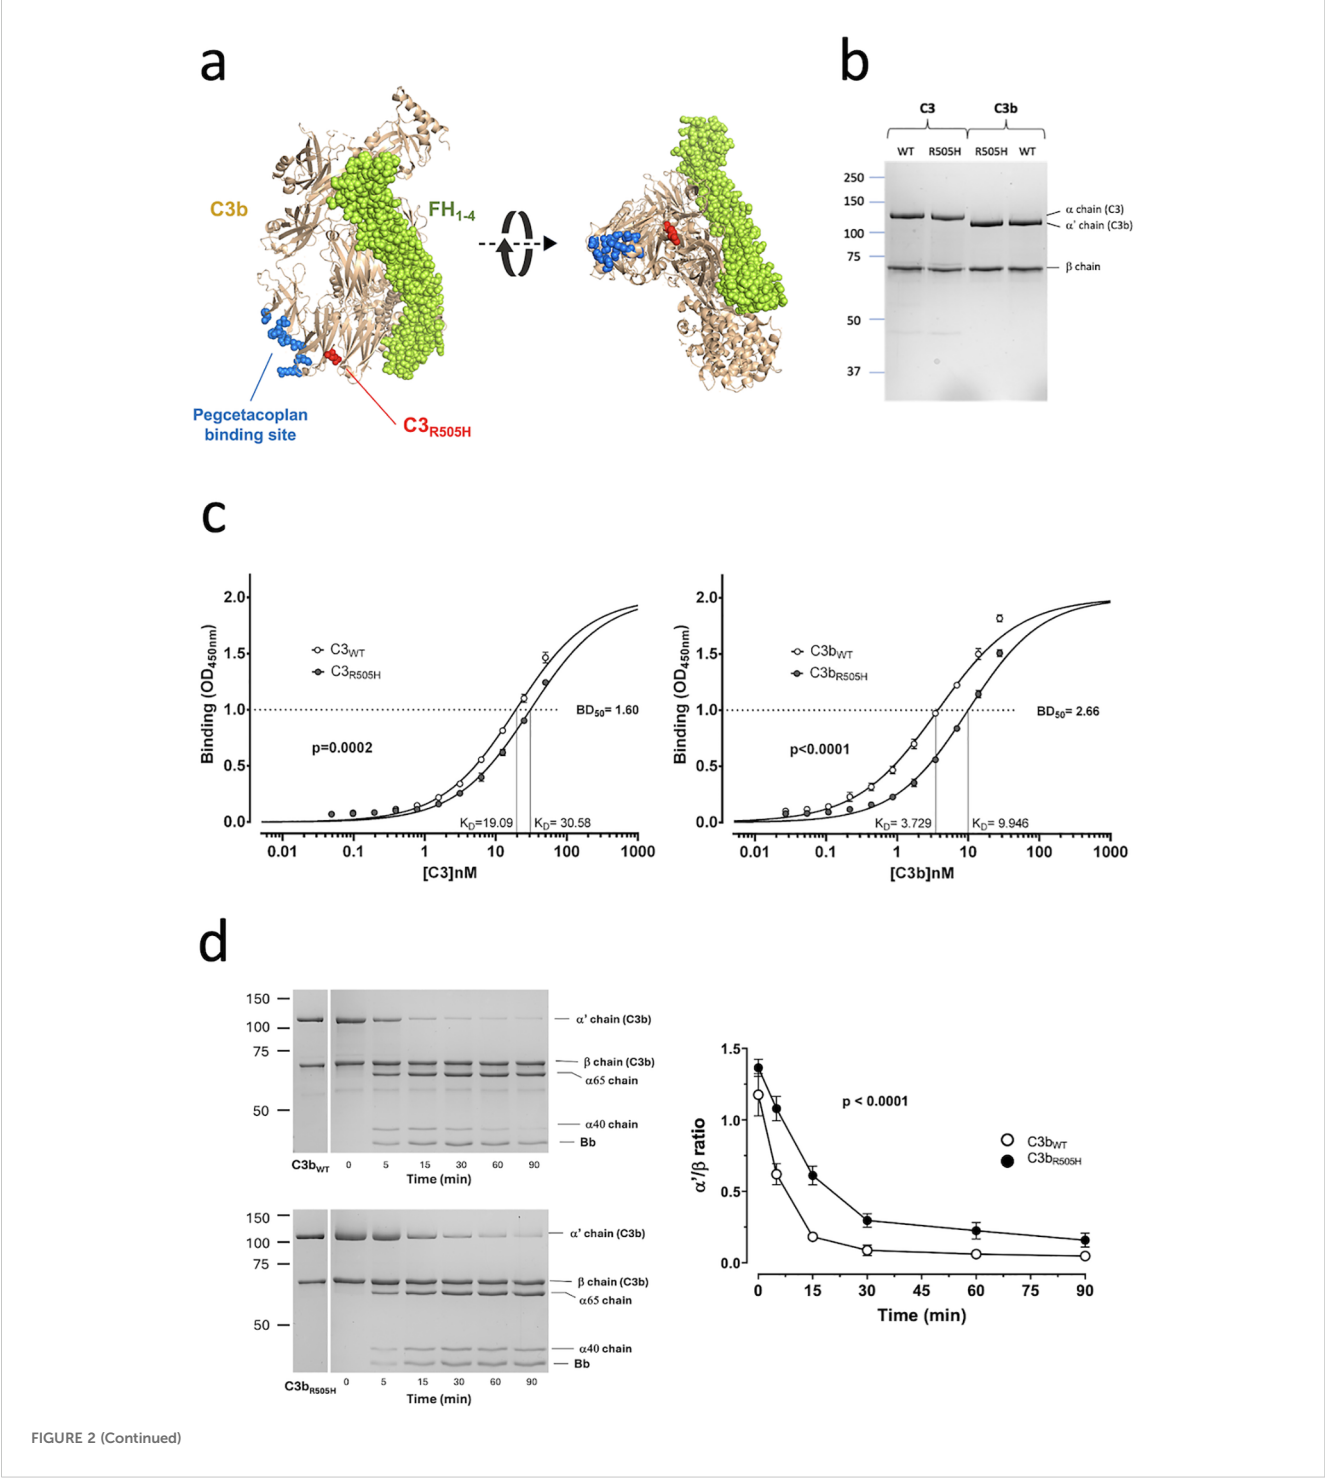 a
C3b
FH1-4
Pegcetacoplan
binding site
C3R505H
b
C3
C3b
WT
R505H
R505H
WT
250
150
100
75
50
37
α chain (C3)
α' chain (C3b)
β chain
c
2.0
1.5
1.0
0.5
0.0
Binding (OD450nm)
C3WT
C3R505H
BD50= 1.60
p=0.0002
KD=19.09
KD= 30.58
0.01
0.1
1
10
100
1000
[C3]nM
2.0
1.5
1.0
0.5
0.0
Binding (OD450nm)
C3bWT
C3bR505H
BD50= 2.66
p<0.0001
KD= 3.729
KD= 9.946
0.01
0.1
1
10
100
1000
[C3b]nM
d
150
100
75
50
α' chain (C3b)
β chain (C3b)
α65 chain
α40 chain
Bb
C3bWT
0
5
15
30
60
90
Time (min)
150
100
75
50
α' chain (C3b)
β chain (C3b)
α65 chain
α40 chain
Bb
C3bR505H
0
5
15
30
60
90
Time (min)
1.5
1.0
0.5
0.0
α'/β ratio
p < 0.0001
C3bWT
C3bR505H
0
15
30
45
60
75
90
Time (min)
FIGURE 2 (Continued)